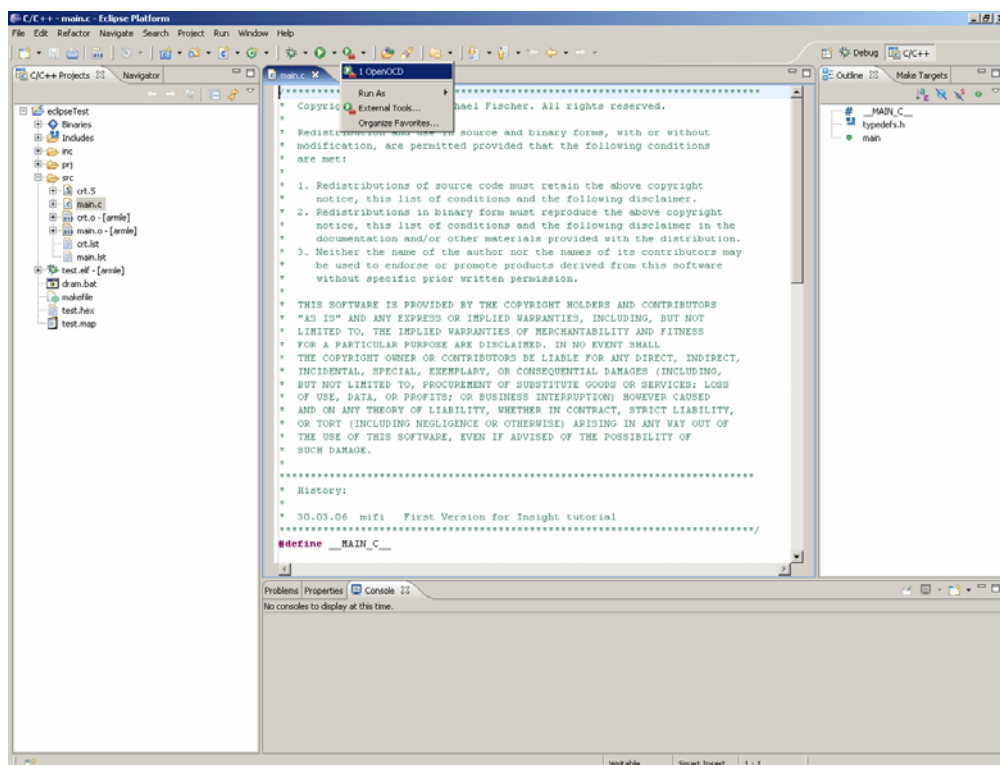 C/C++ - main.c - Eclipse Platform
File Edit Refactor Navigate Search Project Run Window Help
Debug C/C++
C/C++ Projects Navigator
main.c
1 OpenOCD
Run As
External Tools...
Organize Favorites...
Outline Make Targets
eclipseTest
Binaries
Includes
inc
prj
src
crt.S
main.c
crt.o - [armle]
main.o - [armle]
crt.lst
main.lst
test.elf - [armle]
dram.bat
makefile
test.hex
test.map
/****************************************************************************
* Copyrig hael Fischer. All rights reserved.
*
* Redistribution and use in source and binary forms, with or without
* modification, are permitted provided that the following conditions
* are met:
*
* 1. Redistributions of source code must retain the above copyright
* notice, this list of conditions and the following disclaimer.
* 2. Redistributions in binary form must reproduce the above copyright
* notice, this list of conditions and the following disclaimer in the
* documentation and/or other materials provided with the distribution.
* 3. Neither the name of the author nor the names of its contributors may
* be used to endorse or promote products derived from this software
* without specific prior written permission.
*
* THIS SOFTWARE IS PROVIDED BY THE COPYRIGHT HOLDERS AND CONTRIBUTORS
* "AS IS" AND ANY EXPRESS OR IMPLIED WARRANTIES, INCLUDING, BUT NOT
* LIMITED TO, THE IMPLIED WARRANTIES OF MERCHANTABILITY AND FITNESS
* FOR A PARTICULAR PURPOSE ARE DISCLAIMED. IN NO EVENT SHALL
* THE COPYRIGHT OWNER OR CONTRIBUTORS BE LIABLE FOR ANY DIRECT, INDIRECT,
* INCIDENTAL, SPECIAL, EXEMPLARY, OR CONSEQUENTIAL DAMAGES (INCLUDING,
* BUT NOT LIMITED TO, PROCUREMENT OF SUBSTITUTE GOODS OR SERVICES; LOSS
* OF USE, DATA, OR PROFITS; OR BUSINESS INTERRUPTION) HOWEVER CAUSED
* AND ON ANY THEORY OF LIABILITY, WHETHER IN CONTRACT, STRICT LIABILITY,
* OR TORT (INCLUDING NEGLIGENCE OR OTHERWISE) ARISING IN ANY WAY OUT OF
* THE USE OF THIS SOFTWARE, EVEN IF ADVISED OF THE POSSIBILITY OF
* SUCH DAMAGE.
*
****************************************************************************
* History:
*
* 30.03.06 mifi First Version for Insight tutorial
****************************************************************************/
#define __MAIN_C__
__MAIN_C__
typedefs.h
main
Problems Properties Console
No consoles to display at this time.
Writable Smart Insert 1 : 1